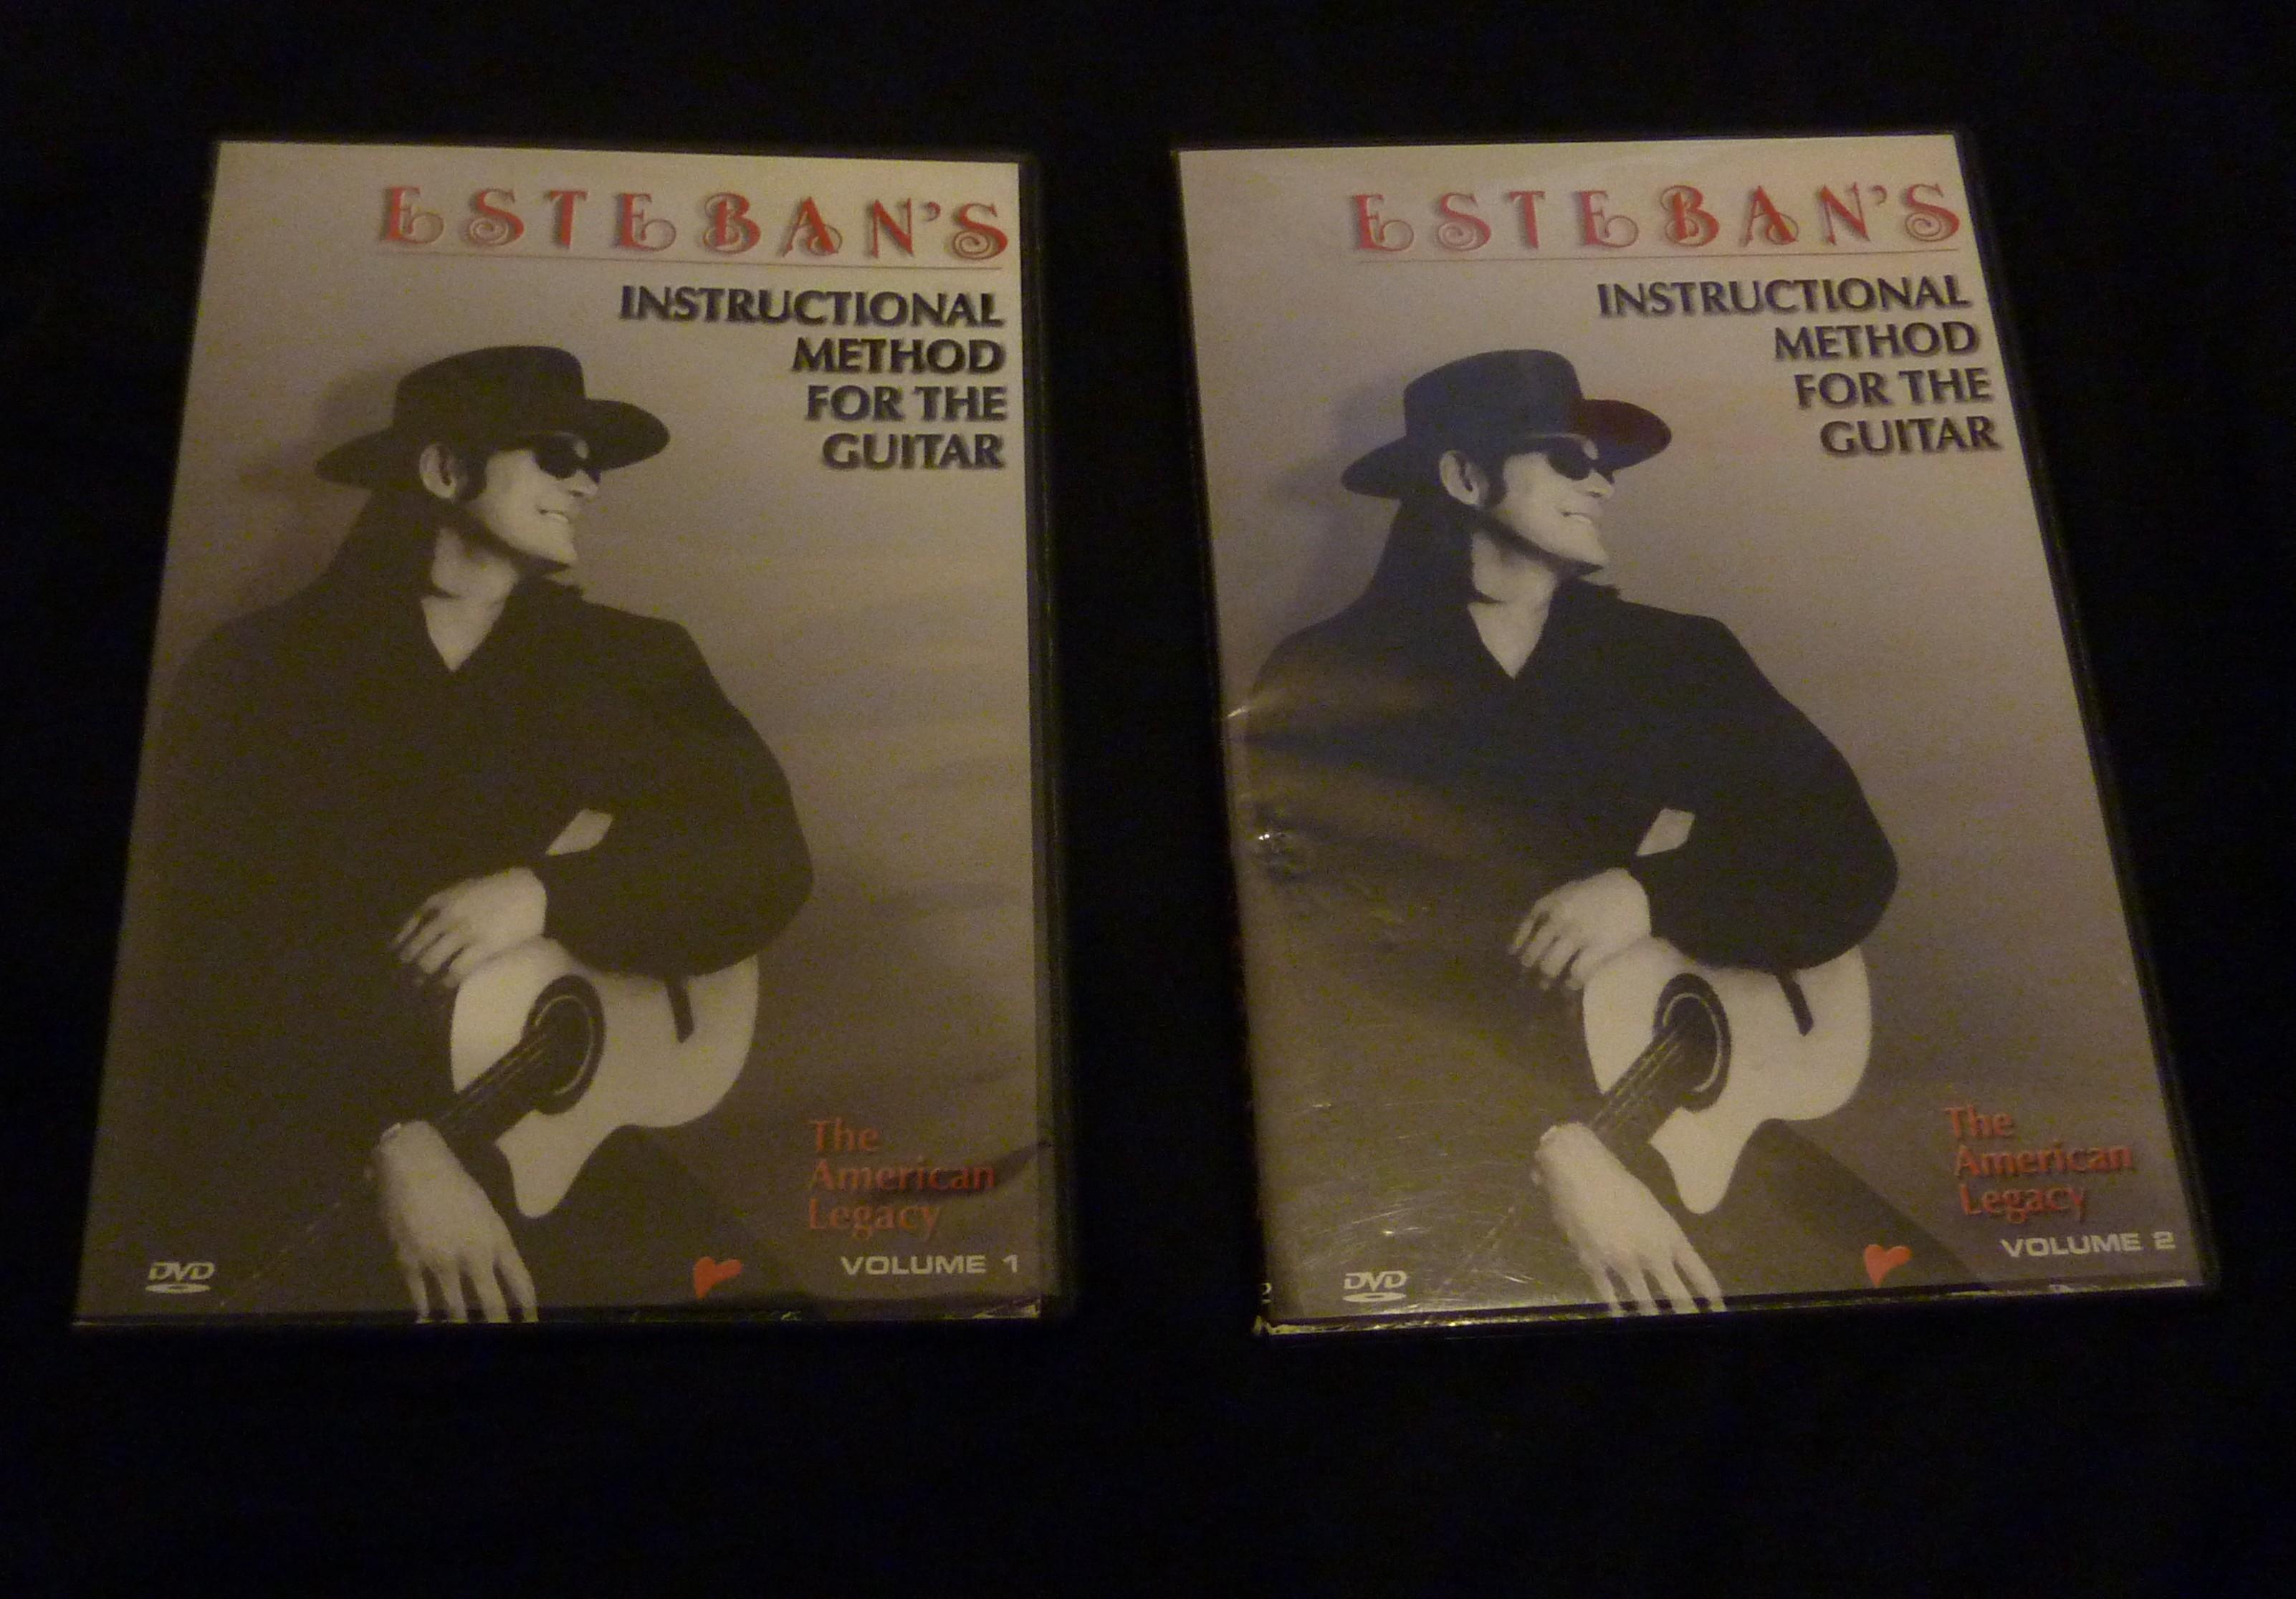 ESTEBAN'S
INSTRUCTIONAL
METHOD
FOR THE
GUITAR
The
American
Legacy
VOLUME 1
DVD
ESTEBAN'S
INSTRUCTIONAL
METHOD
FOR THE
GUITAR
The
American
Legacy
VOLUME 2
DVD
2